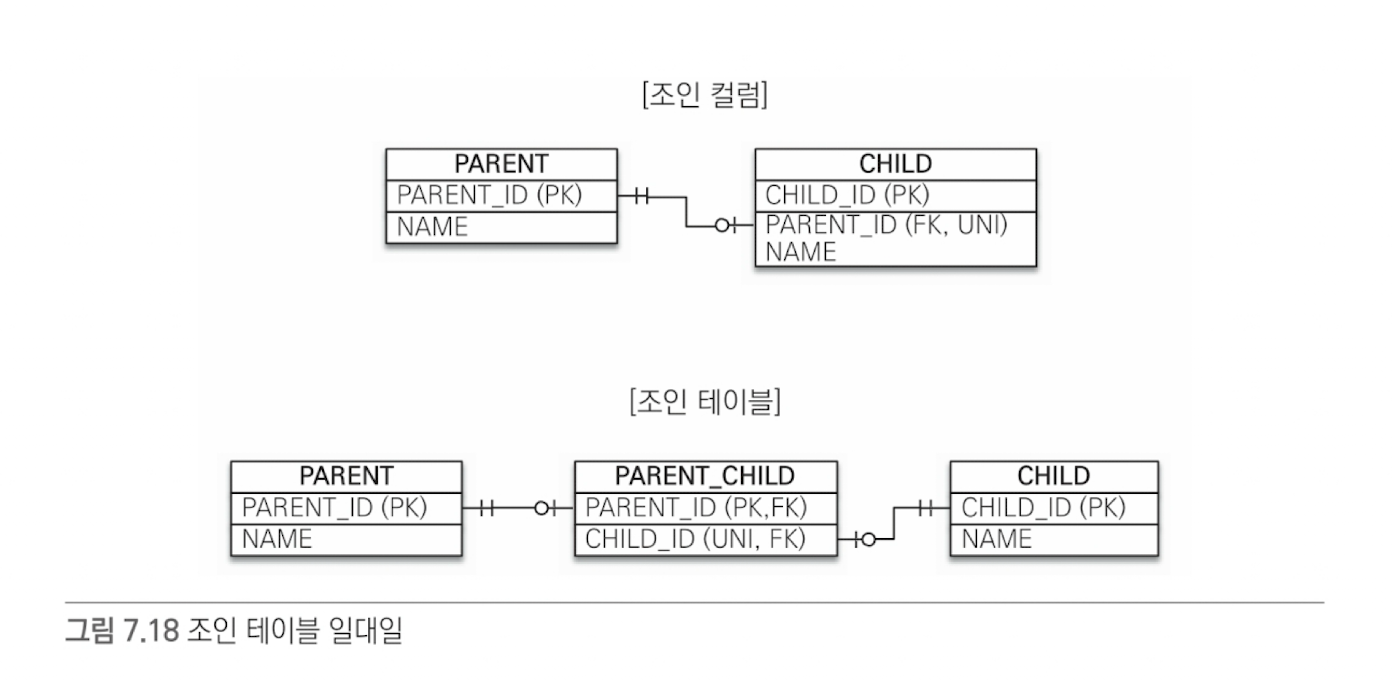 [조인 컬럼]
PARENT
PARENT_ID (PK)
NAME
CHILD
CHILD_ID (PK)
PARENT_ID (FK, UNI)
NAME
[조인 테이블]
PARENT
PARENT_ID (PK)
NAME
PARENT_CHILD
PARENT_ID (PK,FK)
CHILD_ID (UNI, FK)
CHILD
CHILD_ID (PK)
NAME
그림 7.18 조인 테이블 일대일